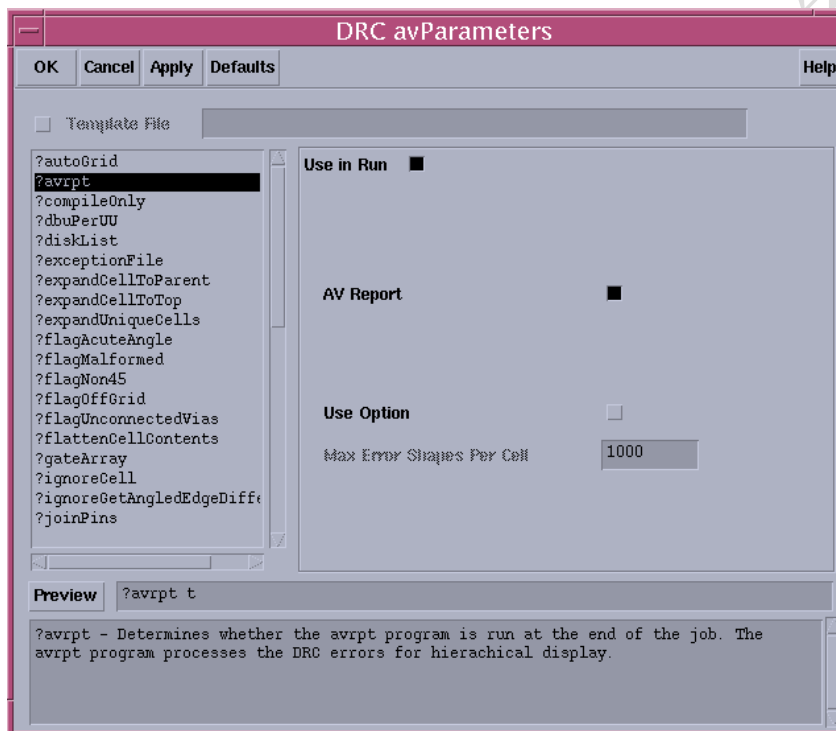 DRC avParameters
OK Cancel Apply Defaults Help
Template File
?autoGrid
?avrpt
?compileOnly
?dbuPerUU
?diskList
?exceptionFile
?expandCellToParent
?expandCellToTop
?expandUniqueCells
?flagAcuteAngle
?flagMalformed
?flagNon45
?flagOffGrid
?flagUnconnectedVias
?flattenCellContents
?gateArray
?ignoreCell
?ignoreGetAngledEdgeDiffe
?joinPins
Use in Run
AV Report
Use Option
Max Error Shapes Per Cell 1000
Preview ?avrpt t
?avrpt - Determines whether the avrpt program is run at the end of the job. The
avrpt program processes the DRC errors for hierachical display.